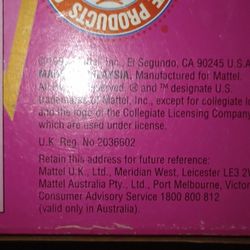 E PRODUCTS
El Segundo, CA 90245 U.S.A.
MALAYSIA. Manufactured for Mattel.
Reserved. ® and ™ designate U.S.
trademarks of Mattel, Inc., except for collegiate
and the logo of the Collegiate Licensing Company
which are used under license.
U.K. Reg. No. 2036602
Retain this address for future reference:
Mattel U.K., Ltd., Meridian West, Leicester LE3 2
Mattel Australia Pty., Ltd., Port Melbourne, Victor
Consumer Advisory Service 1800 800 812
(valid only in Australia).